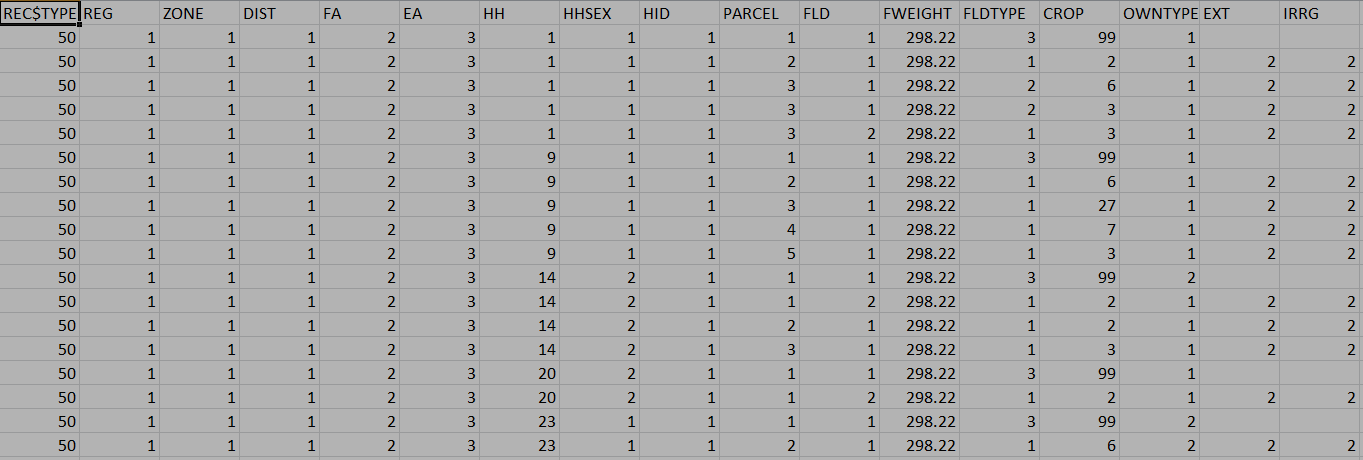 REC$TYPE REG ZONE DIST FA EA HH HHSEX HID PARCEL FLD FWEIGHT FLDTYPE CROP OWNTYPE EXT IRRG
50 1 1 1 2 3 1 1 1 1 1 298.22 3 99 1
50 1 1 1 2 3 1 1 1 2 1 298.22 1 2 1 2 2
50 1 1 1 2 3 1 1 1 3 1 298.22 2 6 1 2 2
50 1 1 1 2 3 1 1 1 3 1 298.22 2 3 1 2 2
50 1 1 1 2 3 1 1 1 3 2 298.22 1 3 1 2 2
50 1 1 1 2 3 9 1 1 1 1 298.22 3 99 1
50 1 1 1 2 3 9 1 1 2 1 298.22 1 6 1 2 2
50 1 1 1 2 3 9 1 1 3 1 298.22 1 27 1 2 2
50 1 1 1 2 3 9 1 1 4 1 298.22 1 7 1 2 2
50 1 1 1 2 3 9 1 1 5 1 298.22 1 3 1 2 2
50 1 1 1 2 3 14 2 1 1 1 298.22 3 99 2
50 1 1 1 2 3 14 2 1 1 2 298.22 1 2 1 2 2
50 1 1 1 2 3 14 2 1 2 1 298.22 1 2 1 2 2
50 1 1 1 2 3 14 2 1 3 1 298.22 1 3 1 2 2
50 1 1 1 2 3 20 2 1 1 1 298.22 3 99 1
50 1 1 1 2 3 20 2 1 1 2 298.22 1 2 1 2 2
50 1 1 1 2 3 23 1 1 1 1 298.22 3 99 2
50 1 1 1 2 3 23 1 1 2 1 298.22 1 6 2 2 2